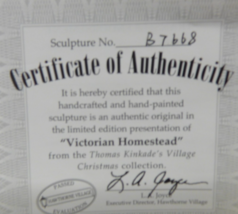 Sculpture No. B7668
Certificate of Authenticity
It is hereby certified that this
handcrafted and hand-painted
sculpture is an authentic original in
the limited edition presentation of
"Victorian Homestead"
from the Thomas Kinkade's Village
Christmas collection.
L. A. Joyce
Executive Director, Hawthorne Village